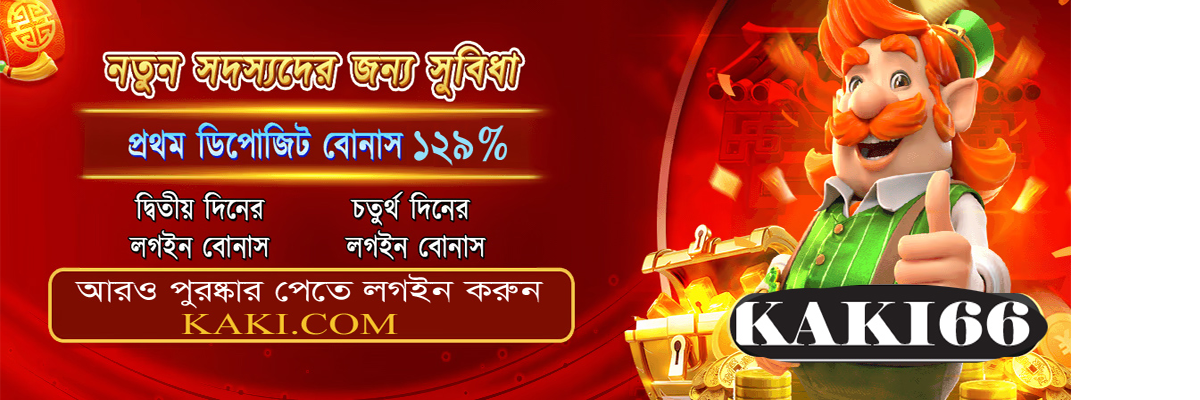 নতুন সদস্যদের জন্য সুবিধা
প্রথম ডিপোজিট বোনাস ১২৯%
দ্বিতীয় দিনের
লগইন বোনাস
চতুর্থ দিনের
লগইন বোনাস
আরও পুরষ্কার পেতে লগইন করুন
KAKI.COM
KAKI66